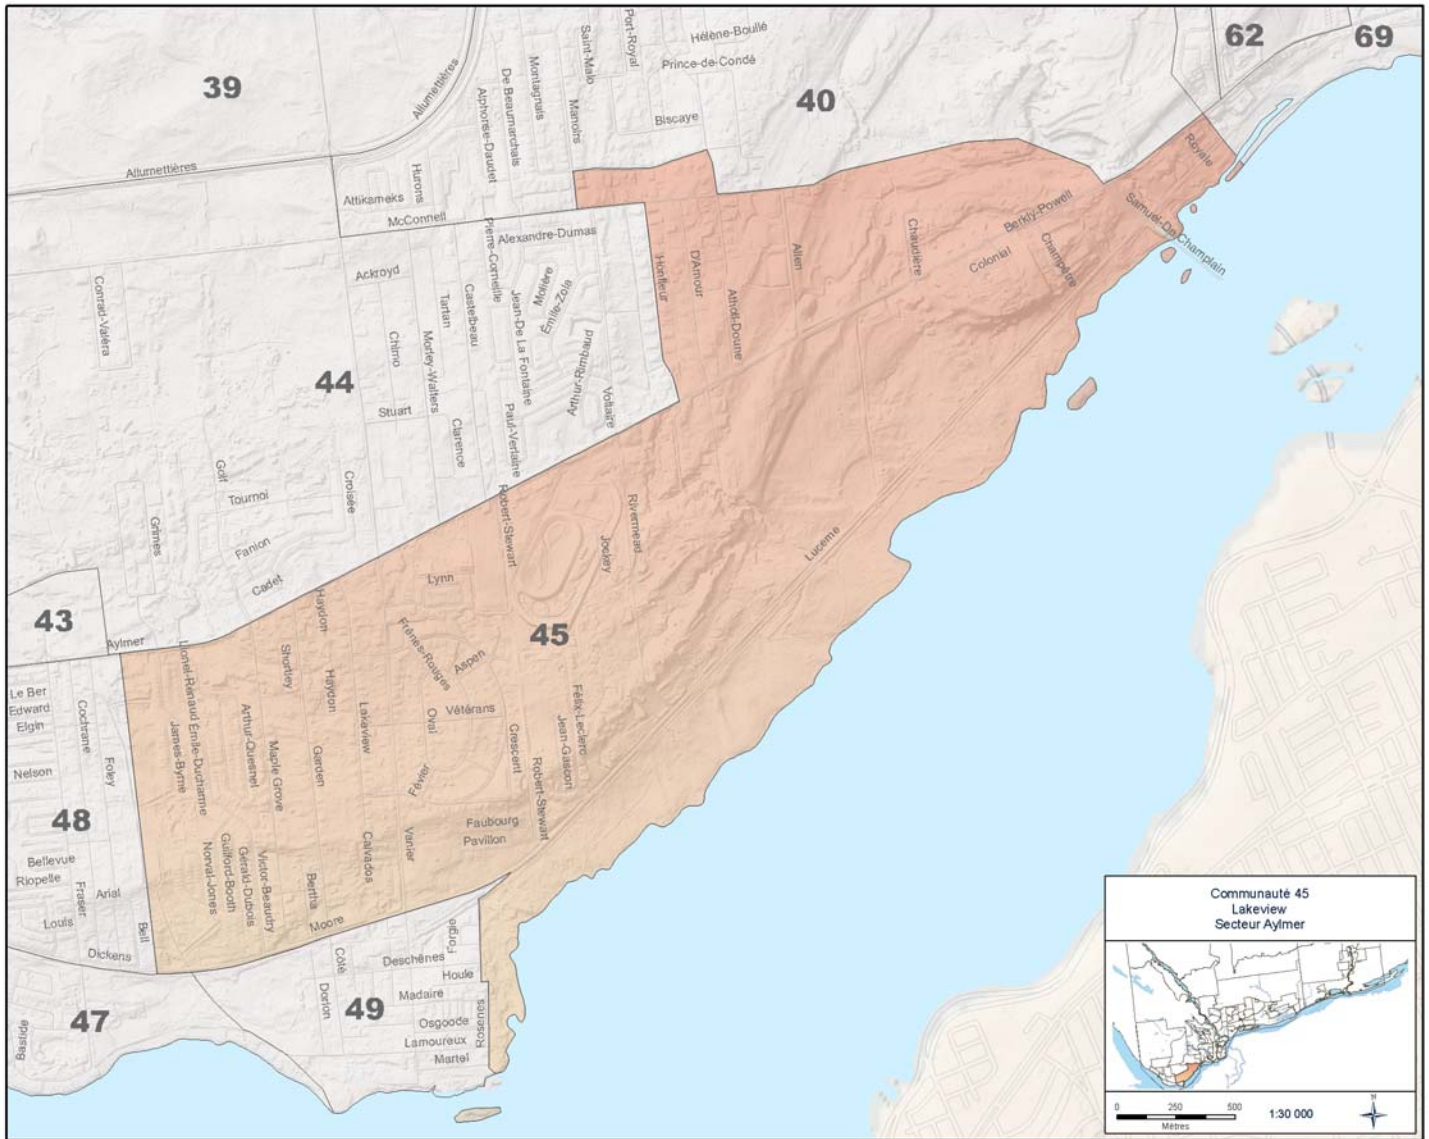 62
69
39
40
Allumettières
Port-Royal
Saint-Malo
Hélène-Boullé
Prince-de-Condé
Montagnais
De Beaumarchais
Alphonse-Daudet
Manoirs
Biscaye
Royale
Allumettières
Hurons
Attikameks
McConnell
Pierre-Corneille
Alexandre-Dumas
Berkly-Powell
Samuel-De Champlain
Chaudière
Colonial
Champêtre
Allen
D'Amour
Honfleur
Athol-Doune
Ackroyd
Molière
Émile-Zola
Conrad-Valéra
Tartan
Castelbeau
Jean-De La Fontaine
Chimo
Morley-Walters
Arthur-Rimbaud
44
Stuart
Voltaire
Clarence
Paul-Verlaine
Golf
Tournoi
Croisée
Robert-Stewart
Rivermead
Grimes
Fanion
Jockey
Lucerne
Cadet
Lynn
43
Haydon
45
Aylmer
Frênes-Rouges
Aspen
Lionel-Rénaud
Émile-Ducharme
Shortley
Haydon
Le Ber
Edward
Elgin
Cochrane
James-Byrne
Arthur-Quesnel
Lakeview
Oval
Vétérans
Félix-Leclerc
Jean-Gascon
Crescent
Nelson
Foley
Maple Grove
Garden
Février
Robert-Stewart
48
Faubourg
Pavillon
Vanier
Calvados
Bellevue
Riopelle
Norval-Jones
Guilford-Booth
Gérald-Dubois
Victor-Beaudry
Bertha
Fraser
Arial
Louis
Bell
Moore
Forgie
Dickens
Côté
Deschênes
Houle
Dorion
Madaire
47
49
Bastide
Osgoode
Rosenes
Lamoureux
Martel
Communauté 45
Lakeview
Secteur Aylmer
0 250 500
Mètres
1:30 000
N